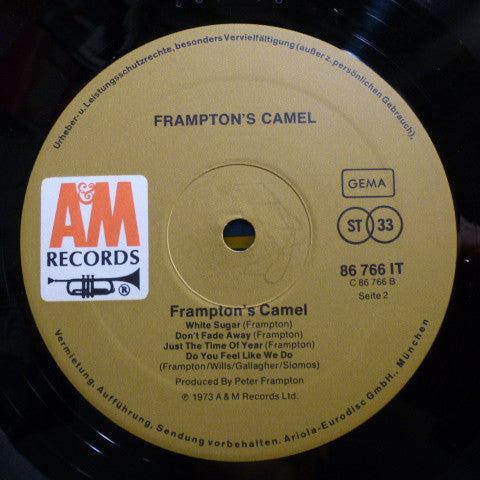 Urheber- u. Leistungsschutzrechte, besonders Vervielfältigung (außer z. persönlichen Gebrauch),
FRAMPTON'S CAMEL
A&M
RECORDS
®
GEMA
ST 33
86 766 IT
C 86 766 B
Seite 2
Frampton's Camel
White Sugar (Frampton)
Don't Fade Away (Frampton)
Just The Time Of Year (Frampton)
Do You Feel Like We Do
(Frampton/Wills/Gallagher/Siomos)
Produced By Peter Frampton
℗ 1973 A & M Records Ltd.
Vermietung, Aufführung, Sendung vorbehalten. Ariola-Eurodisc GmbH., München